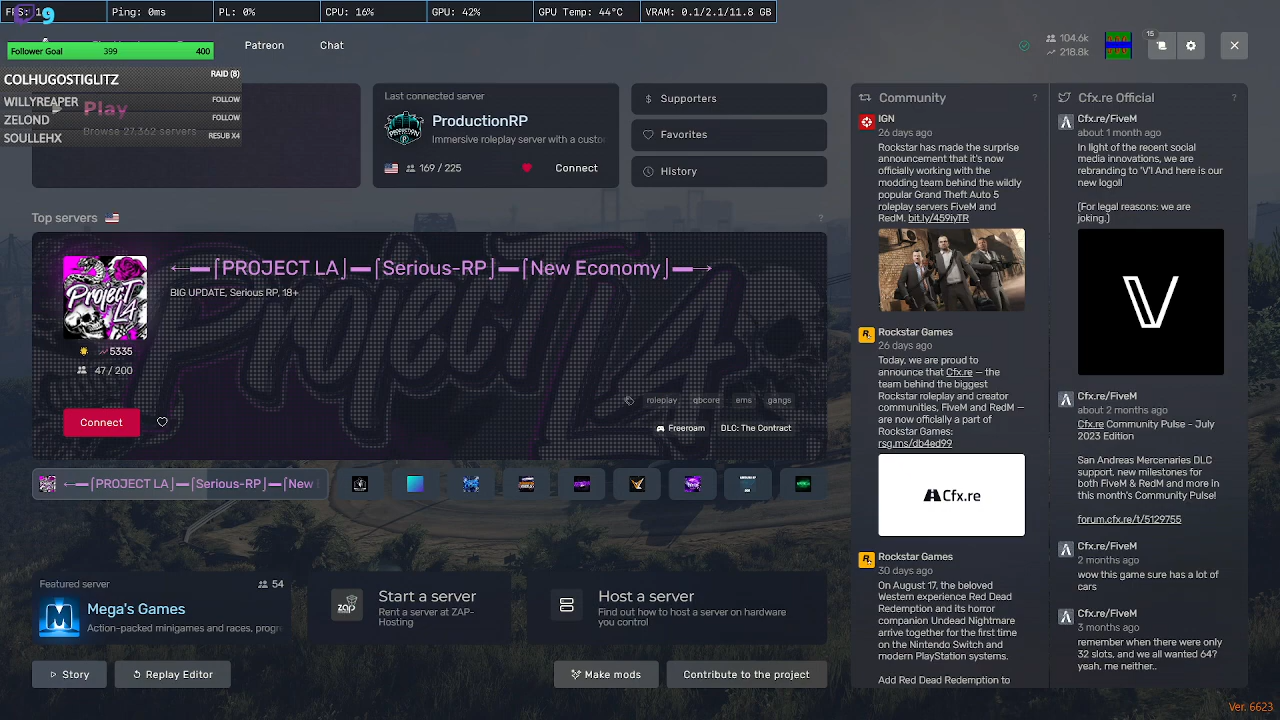 Ping: 0ms
PL: 0%
CPU: 16%
GPU: 42%
GPU Temp: 44°C
VRAM: 0.1/2.1/11.3 GB
9
Follower Goal 399 400
COLHUGOSTIGLITZ RAID (8)
WILLYREAPER FOLLOW
ZELOND FOLLOW
SOULLEHX RESUB X4
Patreon
Chat
104.6k
218.8k
15
Play
Browse 27,362 servers
Last connected server
ProductionRP
Immersive roleplay server with a custo
169 / 225
Connect
Supporters
Favorites
History
Top servers
?
←—⌈PROJECT LA⌋—⌈Serious-RP⌋—⌈New Economy⌋—→
BIG UPDATE, Serious RP, 18+
Project LA
5335
47 / 200
Connect
roleplay qbcore ems gangs
Freeroam DLC: The Contract
←—⌈PROJECT LA⌋—⌈Serious-RP⌋—⌈New
Featured server
54
Mega's Games
Action-packed minigames and races, progr
ZAP
Start a server
Rent a server at ZAP-
Hosting
Host a server
Find out how to host a server on hardware
you control
Story
Replay Editor
Make mods
Contribute to the project
Community ?
IGN
26 days ago
Rockstar has made the surprise
announcement that it's now
officially working with the
modding team behind the wildly
popular Grand Theft Auto 5
roleplay servers FiveM and
RedM. bit.ly/459iyTR
Rockstar Games
26 days ago
Today, we are proud to
announce that Cfx.re — the
team behind the biggest
Rockstar roleplay and creator
communities, FiveM and RedM —
are now officially a part of
Rockstar Games:
rsg.ms/db4ed99
Cfx.re
Rockstar Games
30 days ago
On August 17, the beloved
Western experience Red Dead
Redemption and its horror
companion Undead Nightmare
arrive together for the first time
on the Nintendo Switch and
modern PlayStation systems.
Add Red Dead Redemption to
Cfx.re Official ?
Cfx.re/FiveM
about 1 month ago
In light of the recent social
media innovations, we are
rebranding to 'V'! And here is our
new logo!!
(For legal reasons: we are
joking.)
V
Cfx.re/FiveM
about 2 months ago
Cfx.re Community Pulse - July
2023 Edition
San Andreas Mercenaries DLC
support, new milestones for
both FiveM & RedM and more in
this month's Community Pulse!
forum.cfx.re/t/5129755
Cfx.re/FiveM
2 months ago
wow this game sure has a lot of
cars
Cfx.re/FiveM
3 months ago
remember when there were only
32 slots, and we all wanted 64?
yeah, me neither..
Ver. 6623